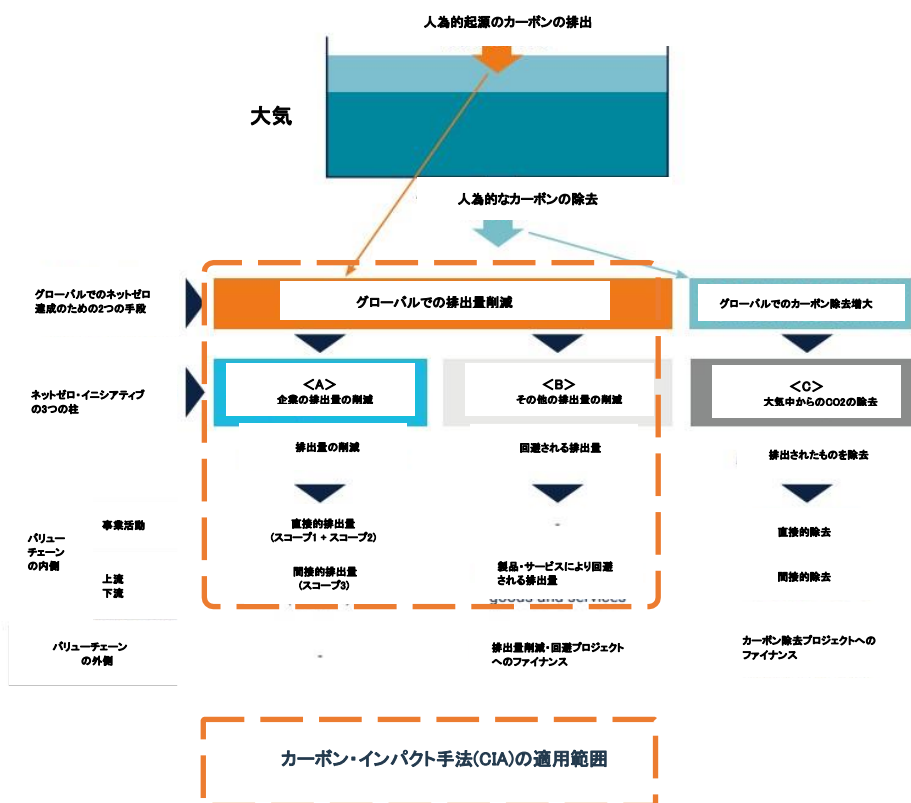 人為的起源のカーボンの排出
大気
人為的なカーボンの除去
グローバルでのネットゼロ
達成のための2つの手段
グローバルでの排出量削減
グローバルでのカーボン除去増大
ネットゼロ・イニシアティブ
の3つの柱
<A>
企業の排出量の削減
<B>
その他の排出量の削減
<C>
大気中からのCO2の除去
排出量の削減
回避される排出量
排出されたものを除去
バリュー
チェーン
の内側
事業活動
直接的排出量
(スコープ1 + スコープ2)
-
直接的除去
上流
下流
間接的排出量
(スコープ3)
製品・サービスにより回避
される排出量
goods and services
間接的除去
バリューチェーン
の外側
-
排出量削減・回避プロジェクト
へのファイナンス
カーボン除去プロジェクトへの
ファイナンス
カーボン・インパクト手法(CIA)の適用範囲